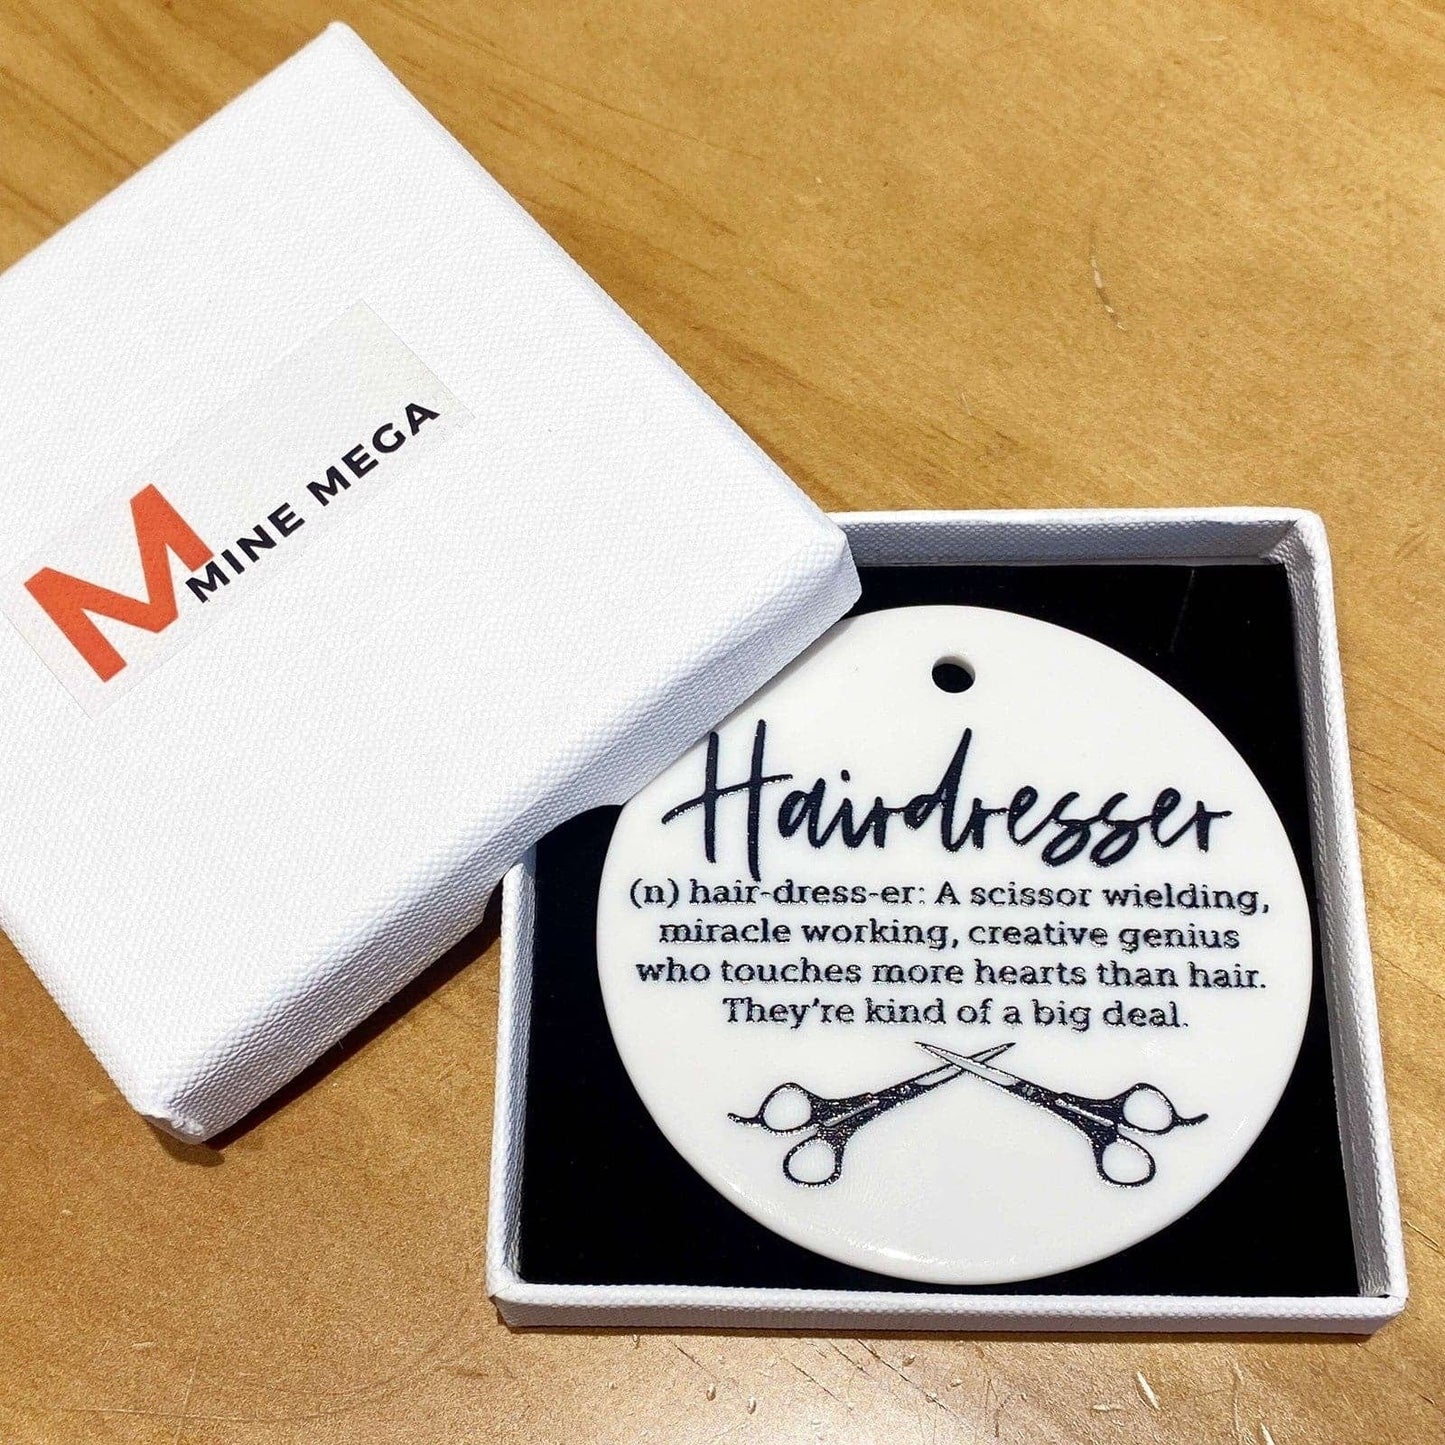 M
MINE MEGA
Hairdresser
(n) hair-dress-er: A scissor wielding,
miracle working, creative genius
who touches more hearts than hair.
They're kind of a big deal.